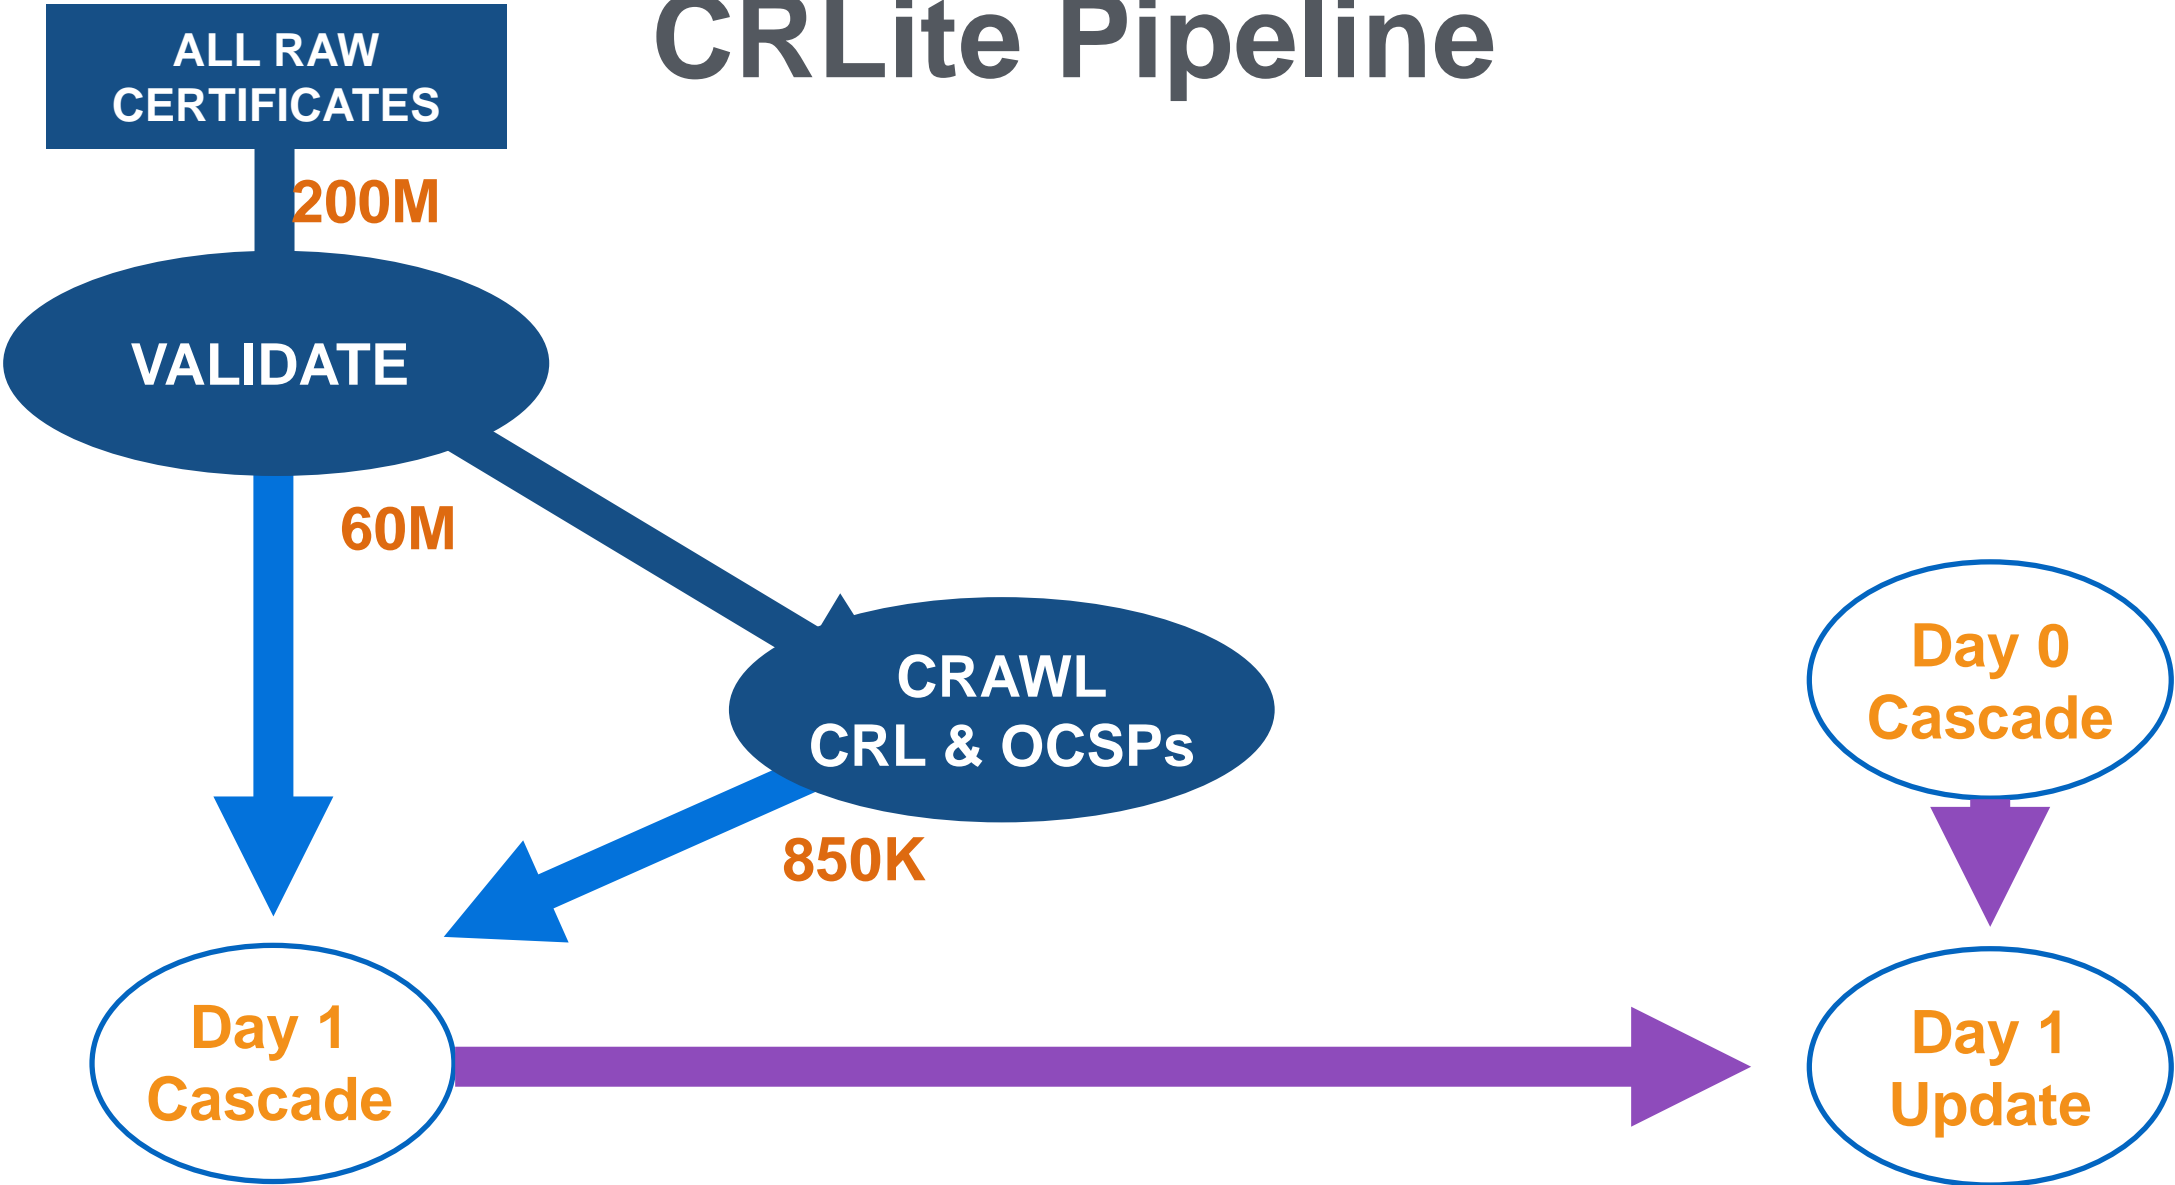 CRLite Pipeline
ALL RAW
CERTIFICATES
200M
VALIDATE
60M
CRAWL
CRL & OCSPs
850K
Day 0
Cascade
Day 1
Cascade
Day 1
Update